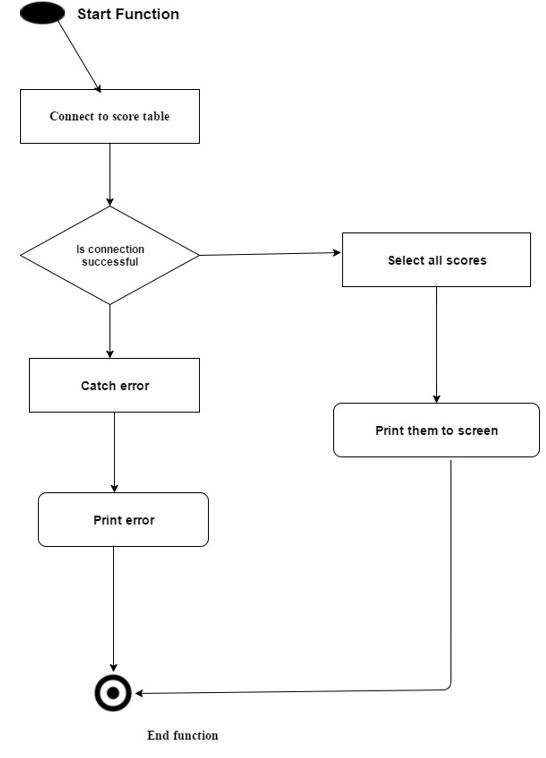 Start Function
Connect to score table
Is connection
successful
Select all scores
Catch error
Print them to screen
Print error
End function